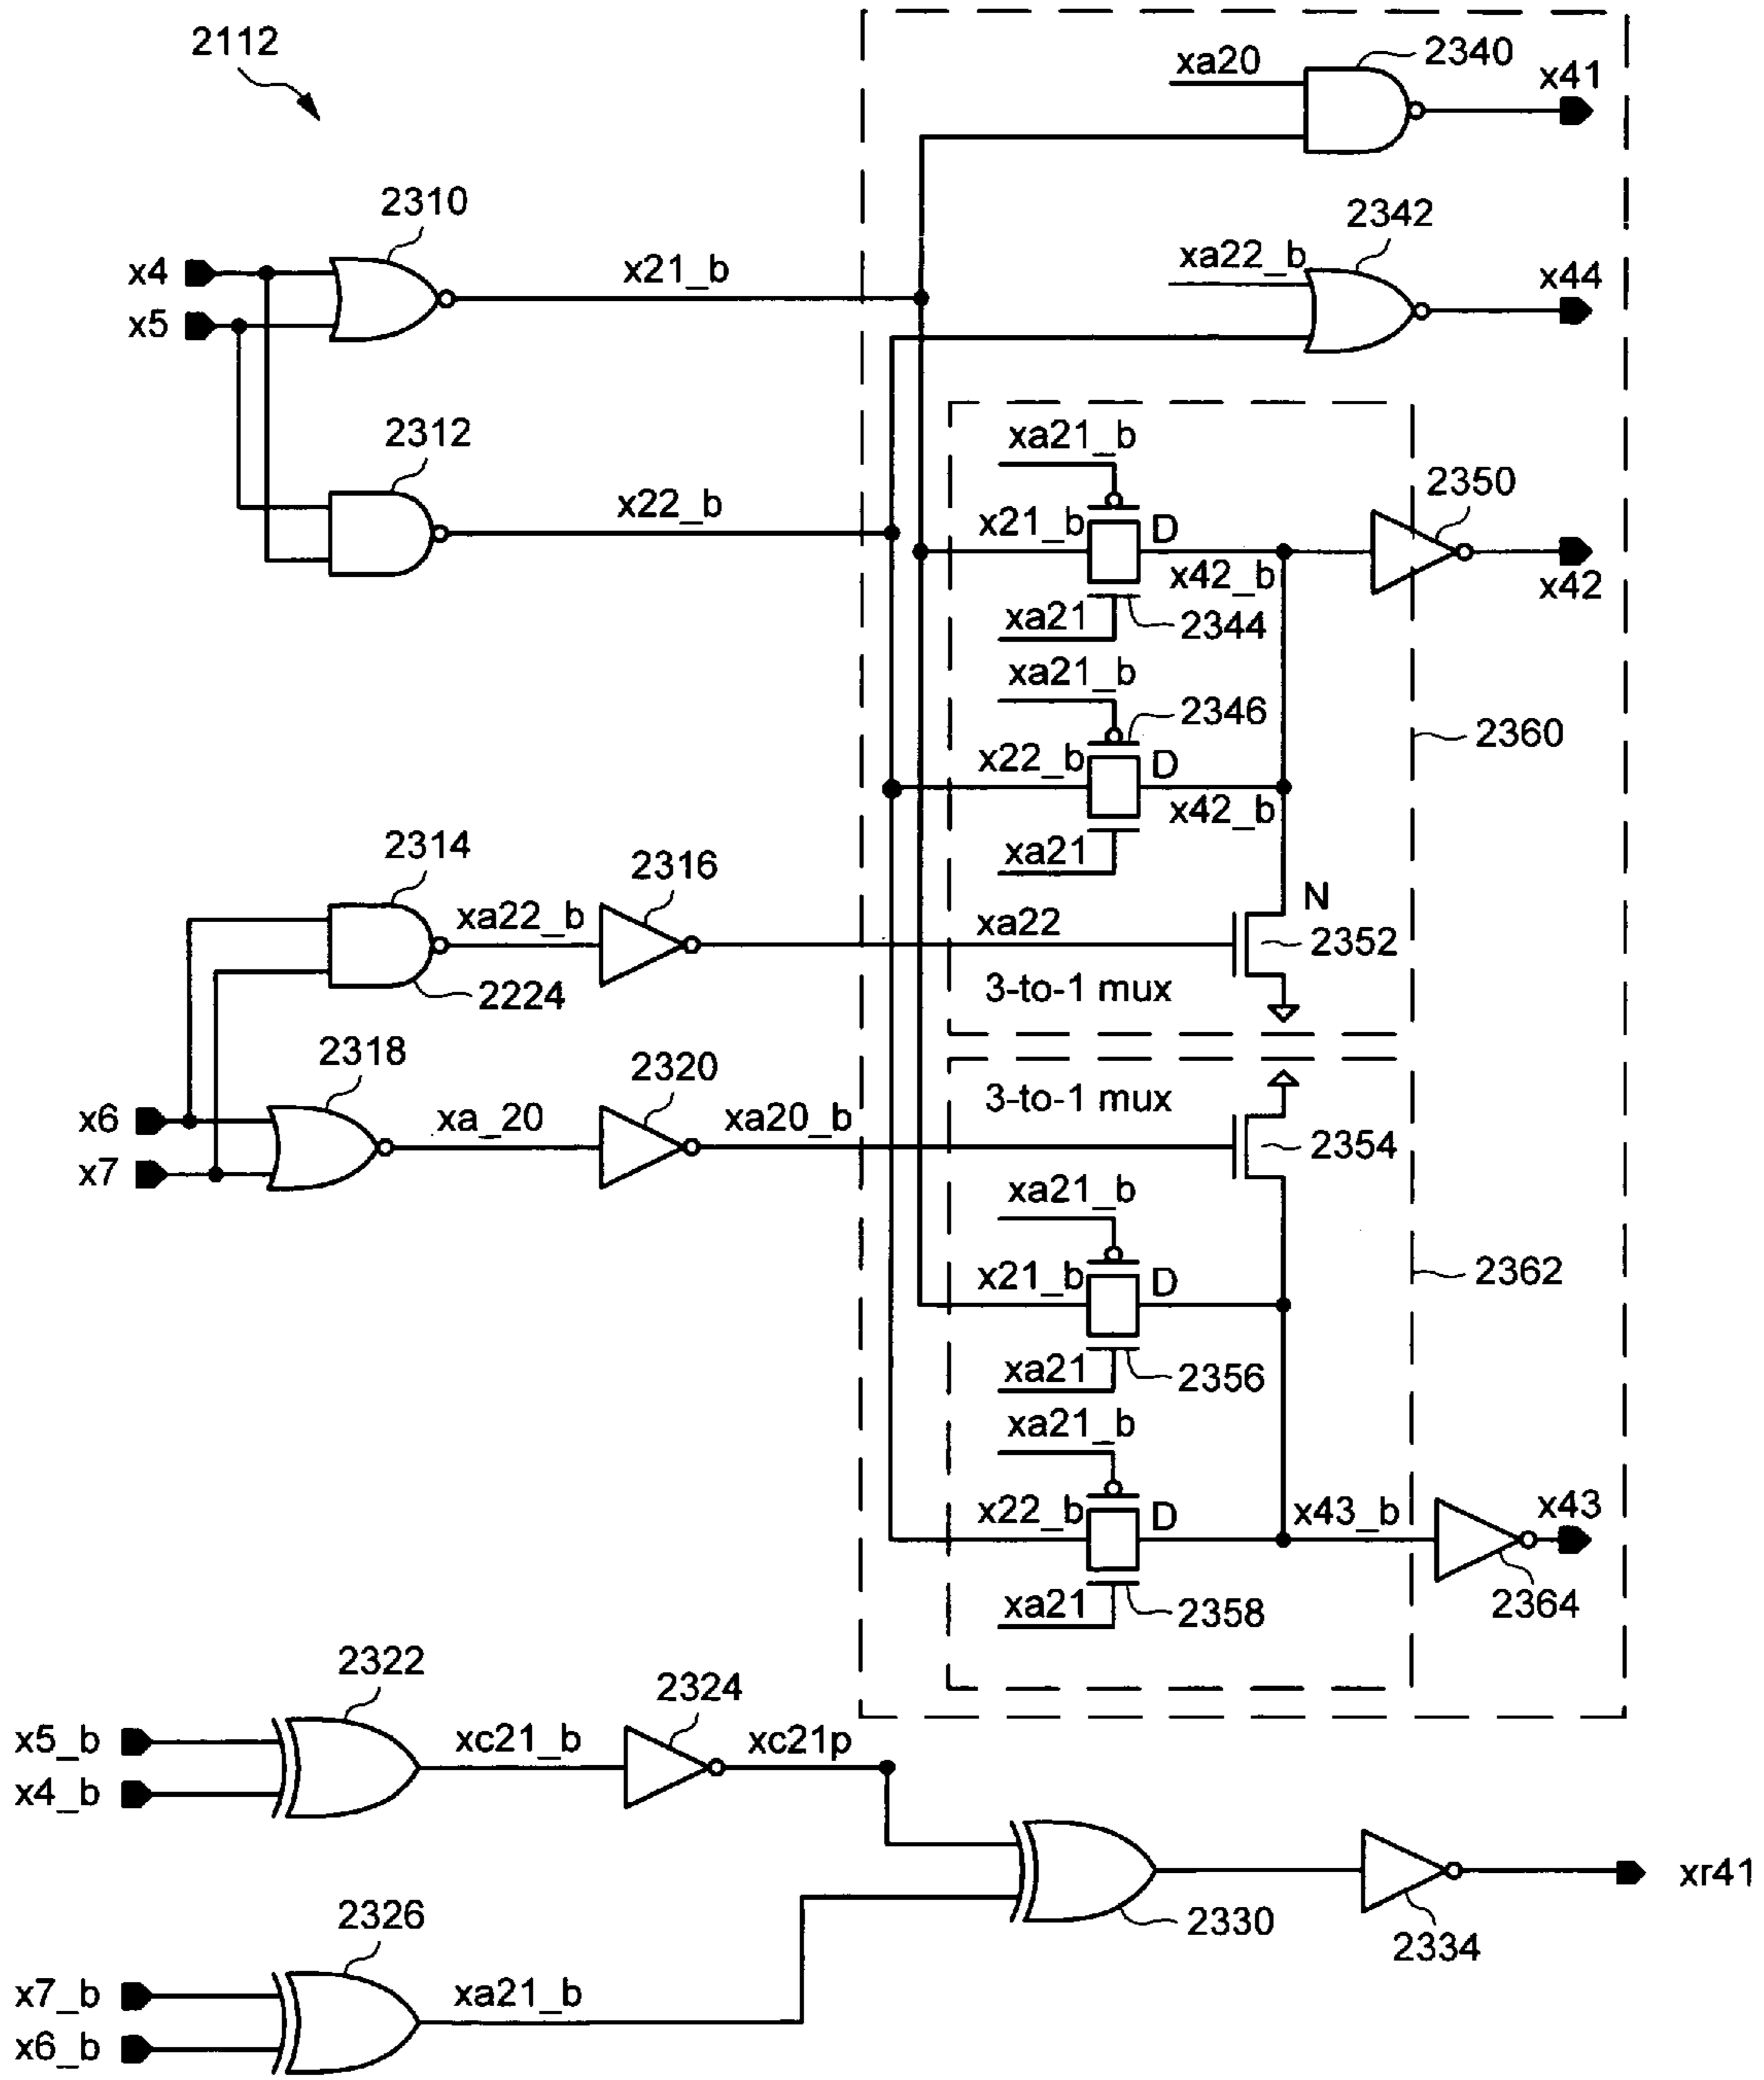 2112
xa20
2340
x41
2310
x4
x5
x21_b
xa22_b
2342
x44
2312
x22_b
xa21_b
x21_b
D
x42_b
xa21
2344
2350
x42
xa21_b
2346
x22_b
D
x42_b
xa21
2360
2314
xa22_b
2224
2316
xa22
N
2352
3-to-1 mux
2318
x6
x7
xa_20
2320
xa20_b
3-to-1 mux
2354
xa21_b
x21_b
D
xa21
2356
2362
xa21_b
x22_b
D
xa21
2358
x43_b
x43
2364
2322
x5_b
x4_b
xc21_b
2324
xc21p
2326
x7_b
x6_b
xa21_b
2330
2334
xr41